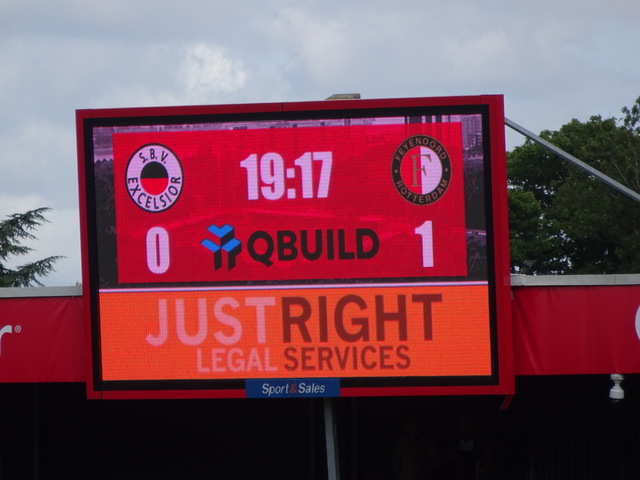 S.B.V.
EXCELSIOR
19:17
FEYENOORD
F
ROTTERDAM
0
QBUILD
1
JUSTRIGHT
LEGAL SERVICES
Sport&Sales
r®